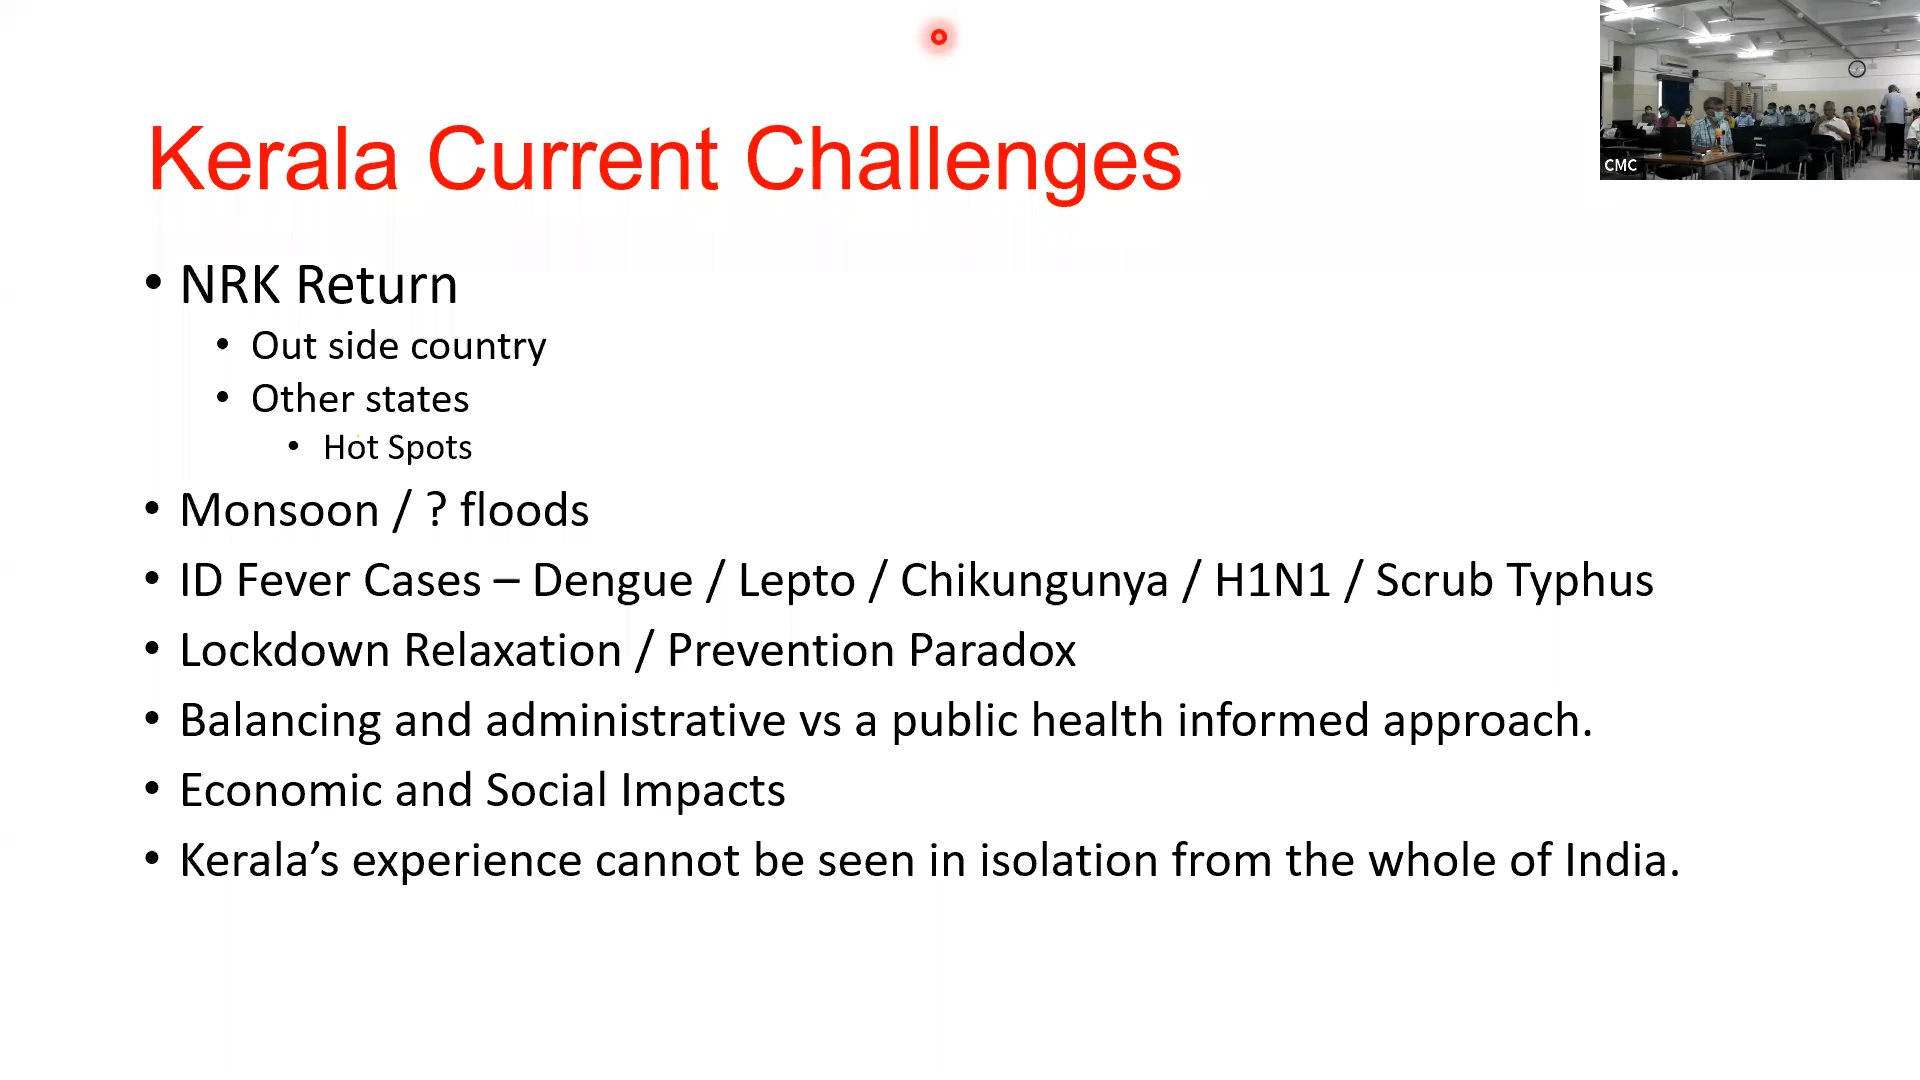 Kerala Current Challenges
CMC
• NRK Return
• Out side country
• Other states
• Hot Spots
• Monsoon / ? floods
• ID Fever Cases – Dengue / Lepto / Chikungunya / H1N1 / Scrub Typhus
• Lockdown Relaxation / Prevention Paradox
• Balancing and administrative vs a public health informed approach.
• Economic and Social Impacts
• Kerala’s experience cannot be seen in isolation from the whole of India.